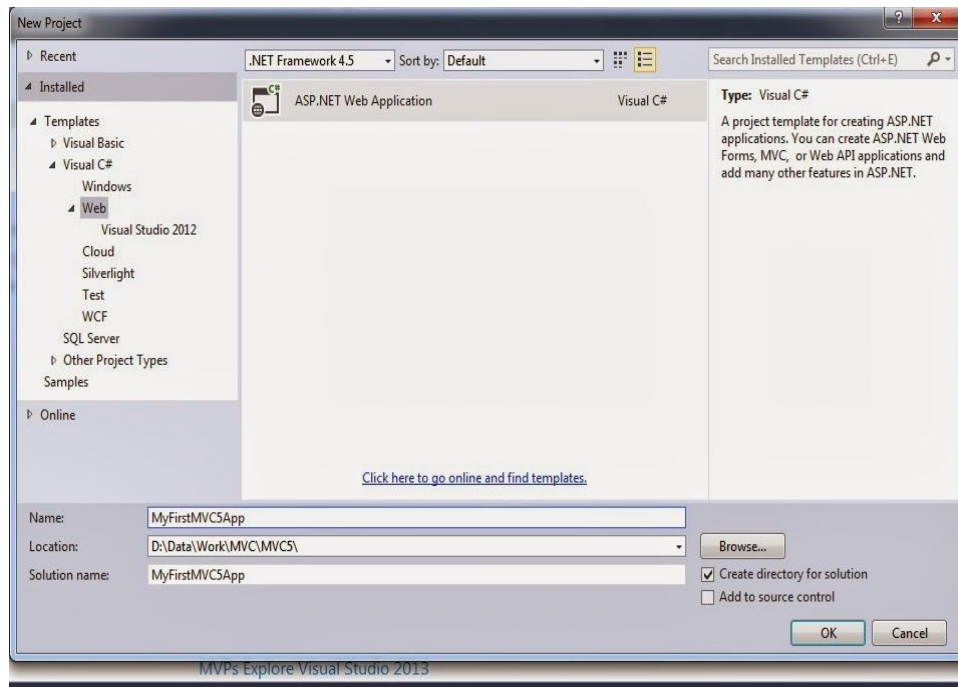 New Project
? X
Recent
Installed
Templates
Visual Basic
Visual C#
Windows
Web
Visual Studio 2012
Cloud
Silverlight
Test
WCF
SQL Server
Other Project Types
Samples
Online
.NET Framework 4.5 Sort by: Default
C# ASP.NET Web Application Visual C#
Click here to go online and find templates.
Search Installed Templates (Ctrl+E)
Type: Visual C#
A project template for creating ASP.NET
applications. You can create ASP.NET Web
Forms, MVC, or Web API applications and
add many other features in ASP.NET.
Name: MyFirstMVC5App
Location: D:\Data\Work\MVC\MVC5\ Browse...
Solution name: MyFirstMVC5App
Create directory for solution
Add to source control
OK Cancel
MVPs Explore Visual Studio 2013